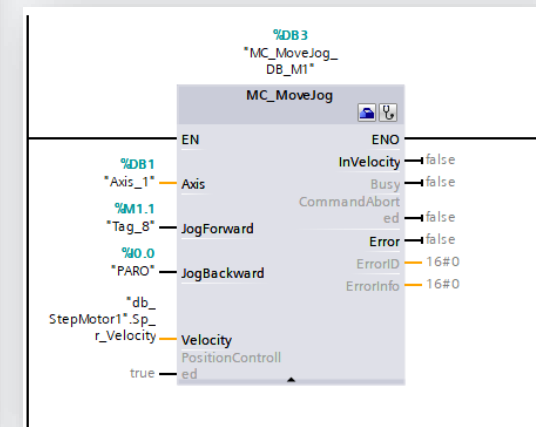 %DB3
"MC_MoveJog_
DB_M1"
MC_MoveJog
EN
ENO
%DB1
"Axis_1"
Axis
%M1.1
"Tag_8"
JogForward
%I0.0
"PARO"
JogBackward
"db_
StepMotor1".Sp_
r_Velocity
Velocity
PositionControll
true
ed
InVelocity
false
Busy
false
CommandAbort
ed
false
Error
false
ErrorID
16#0
ErrorInfo
16#0